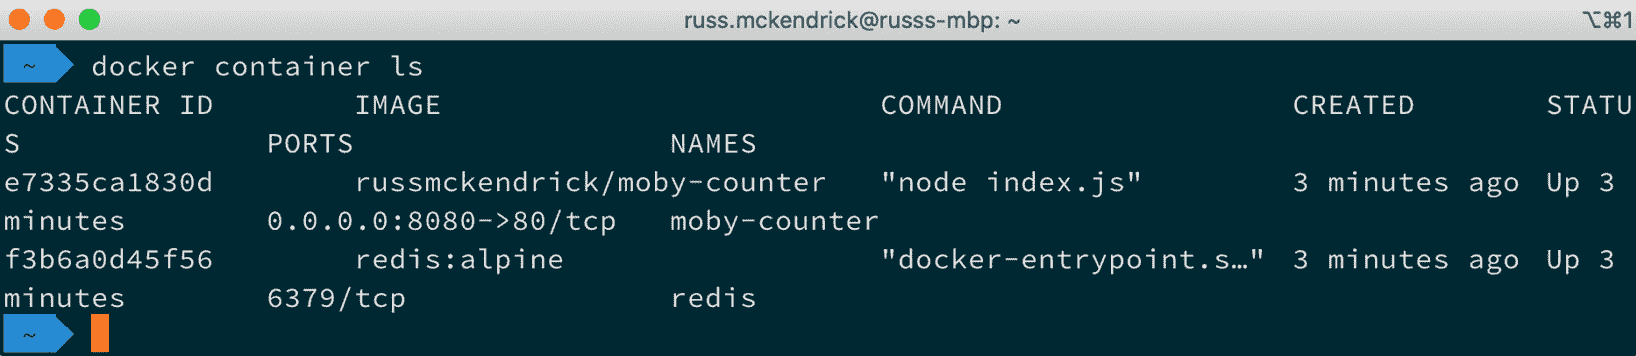 russ.mckendrick@russs-mbp: ~ ⌥⌘1
~ docker container ls
CONTAINER ID IMAGE COMMAND CREATED STATU
S PORTS NAMES
e7335ca1830d russmckendrick/moby-counter "node index.js" 3 minutes ago Up 3
minutes 0.0.0.0:8080->80/tcp moby-counter
f3b6a0d45f56 redis:alpine "docker-entrypoint.s…" 3 minutes ago Up 3
minutes 6379/tcp redis
~